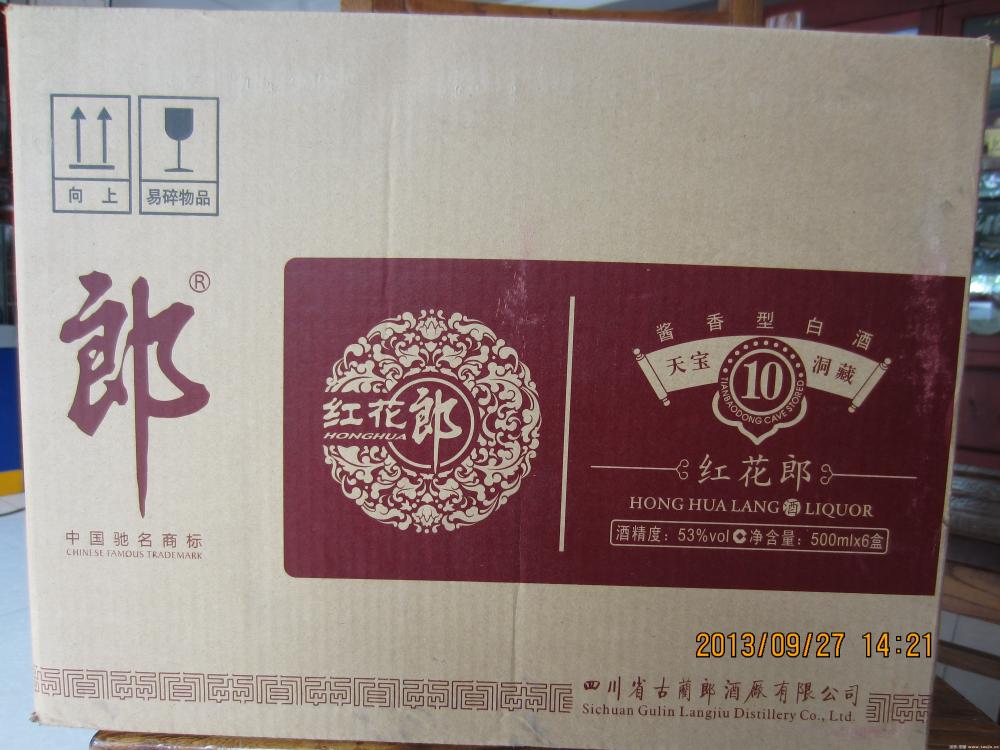 向 上
易碎物品
郎®
中国驰名商标
CHINESE FAMOUS TRADEMARK
红花郎
HONGHUA
酱香型白酒
天宝 10 洞藏
TIANBAODONG CAVE STORED
红花郎
HONG HUA LANG 酒 LIQUOR
酒精度：53%vol 净含量：500mlx6盒
2013/09/27 14:21
四川省古蔺郎酒厰有限公司
Sichuan Gulin Langjiu Distillery Co., Ltd.